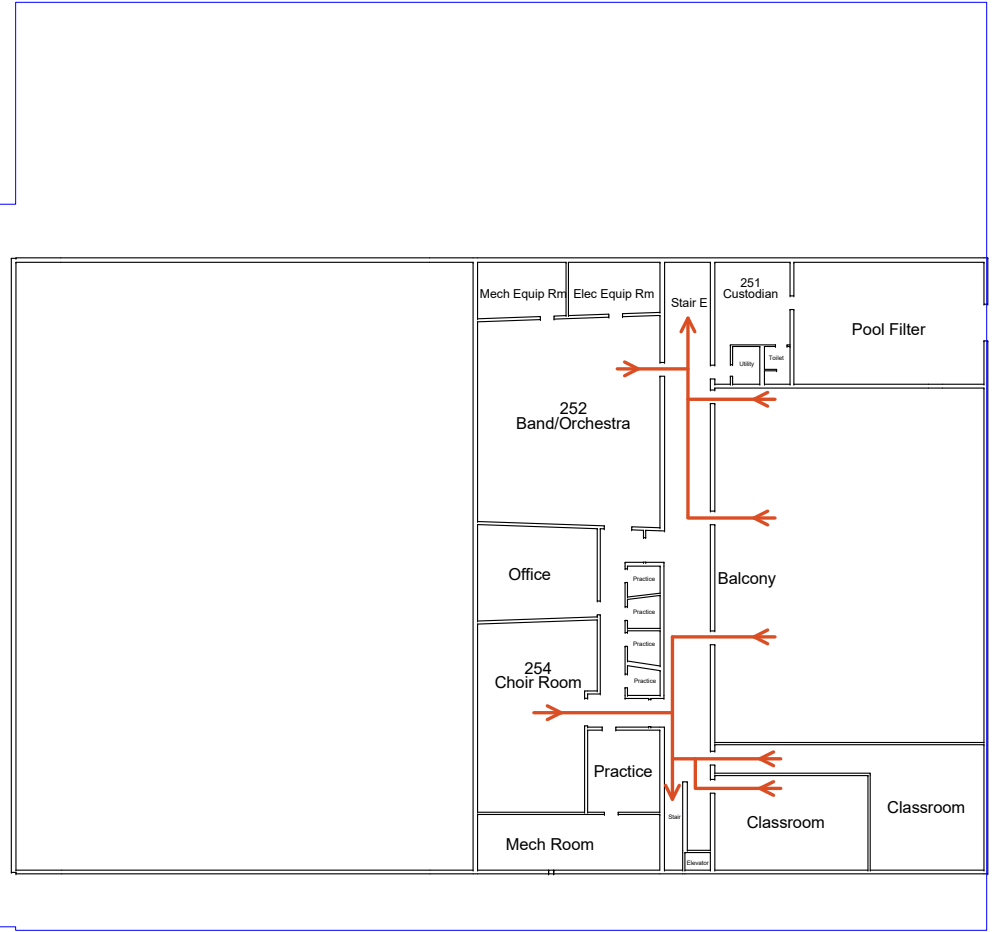 Mech Equip Rm
Elec Equip Rm
Stair E
251
Custodian
Pool Filter
Utility
Toilet
252
Band/Orchestra
Office
Practice
Practice
Practice
Practice
Balcony
254
Choir Room
Practice
Mech Room
Stair
Elevator
Classroom
Classroom